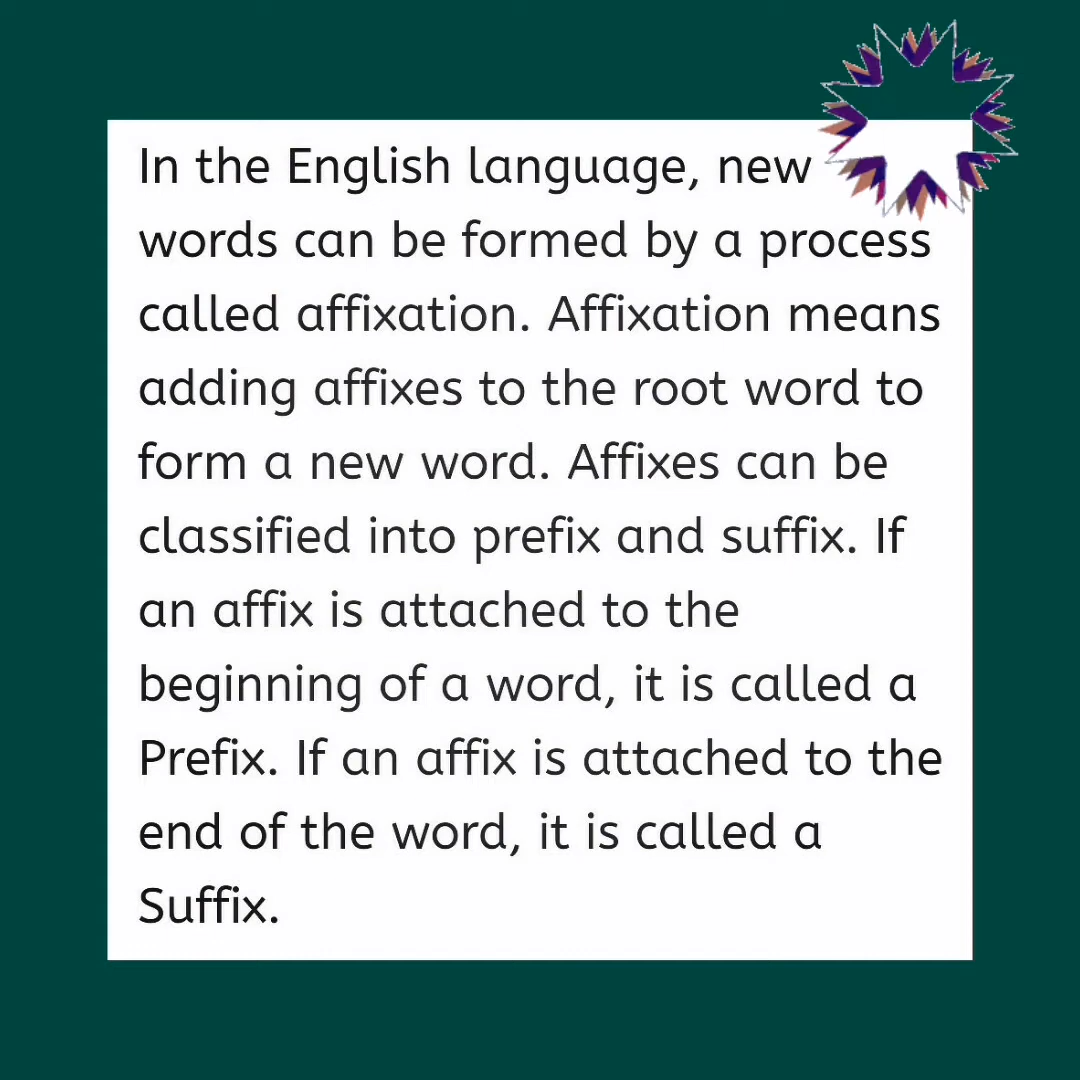 In the English language, new
words can be formed by a process
called affixation. Affixation means
adding affixes to the root word to
form a new word. Affixes can be
classified into prefix and suffix. If
an affix is attached to the
beginning of a word, it is called a
Prefix. If an affix is attached to the
end of the word, it is called a
Suffix.